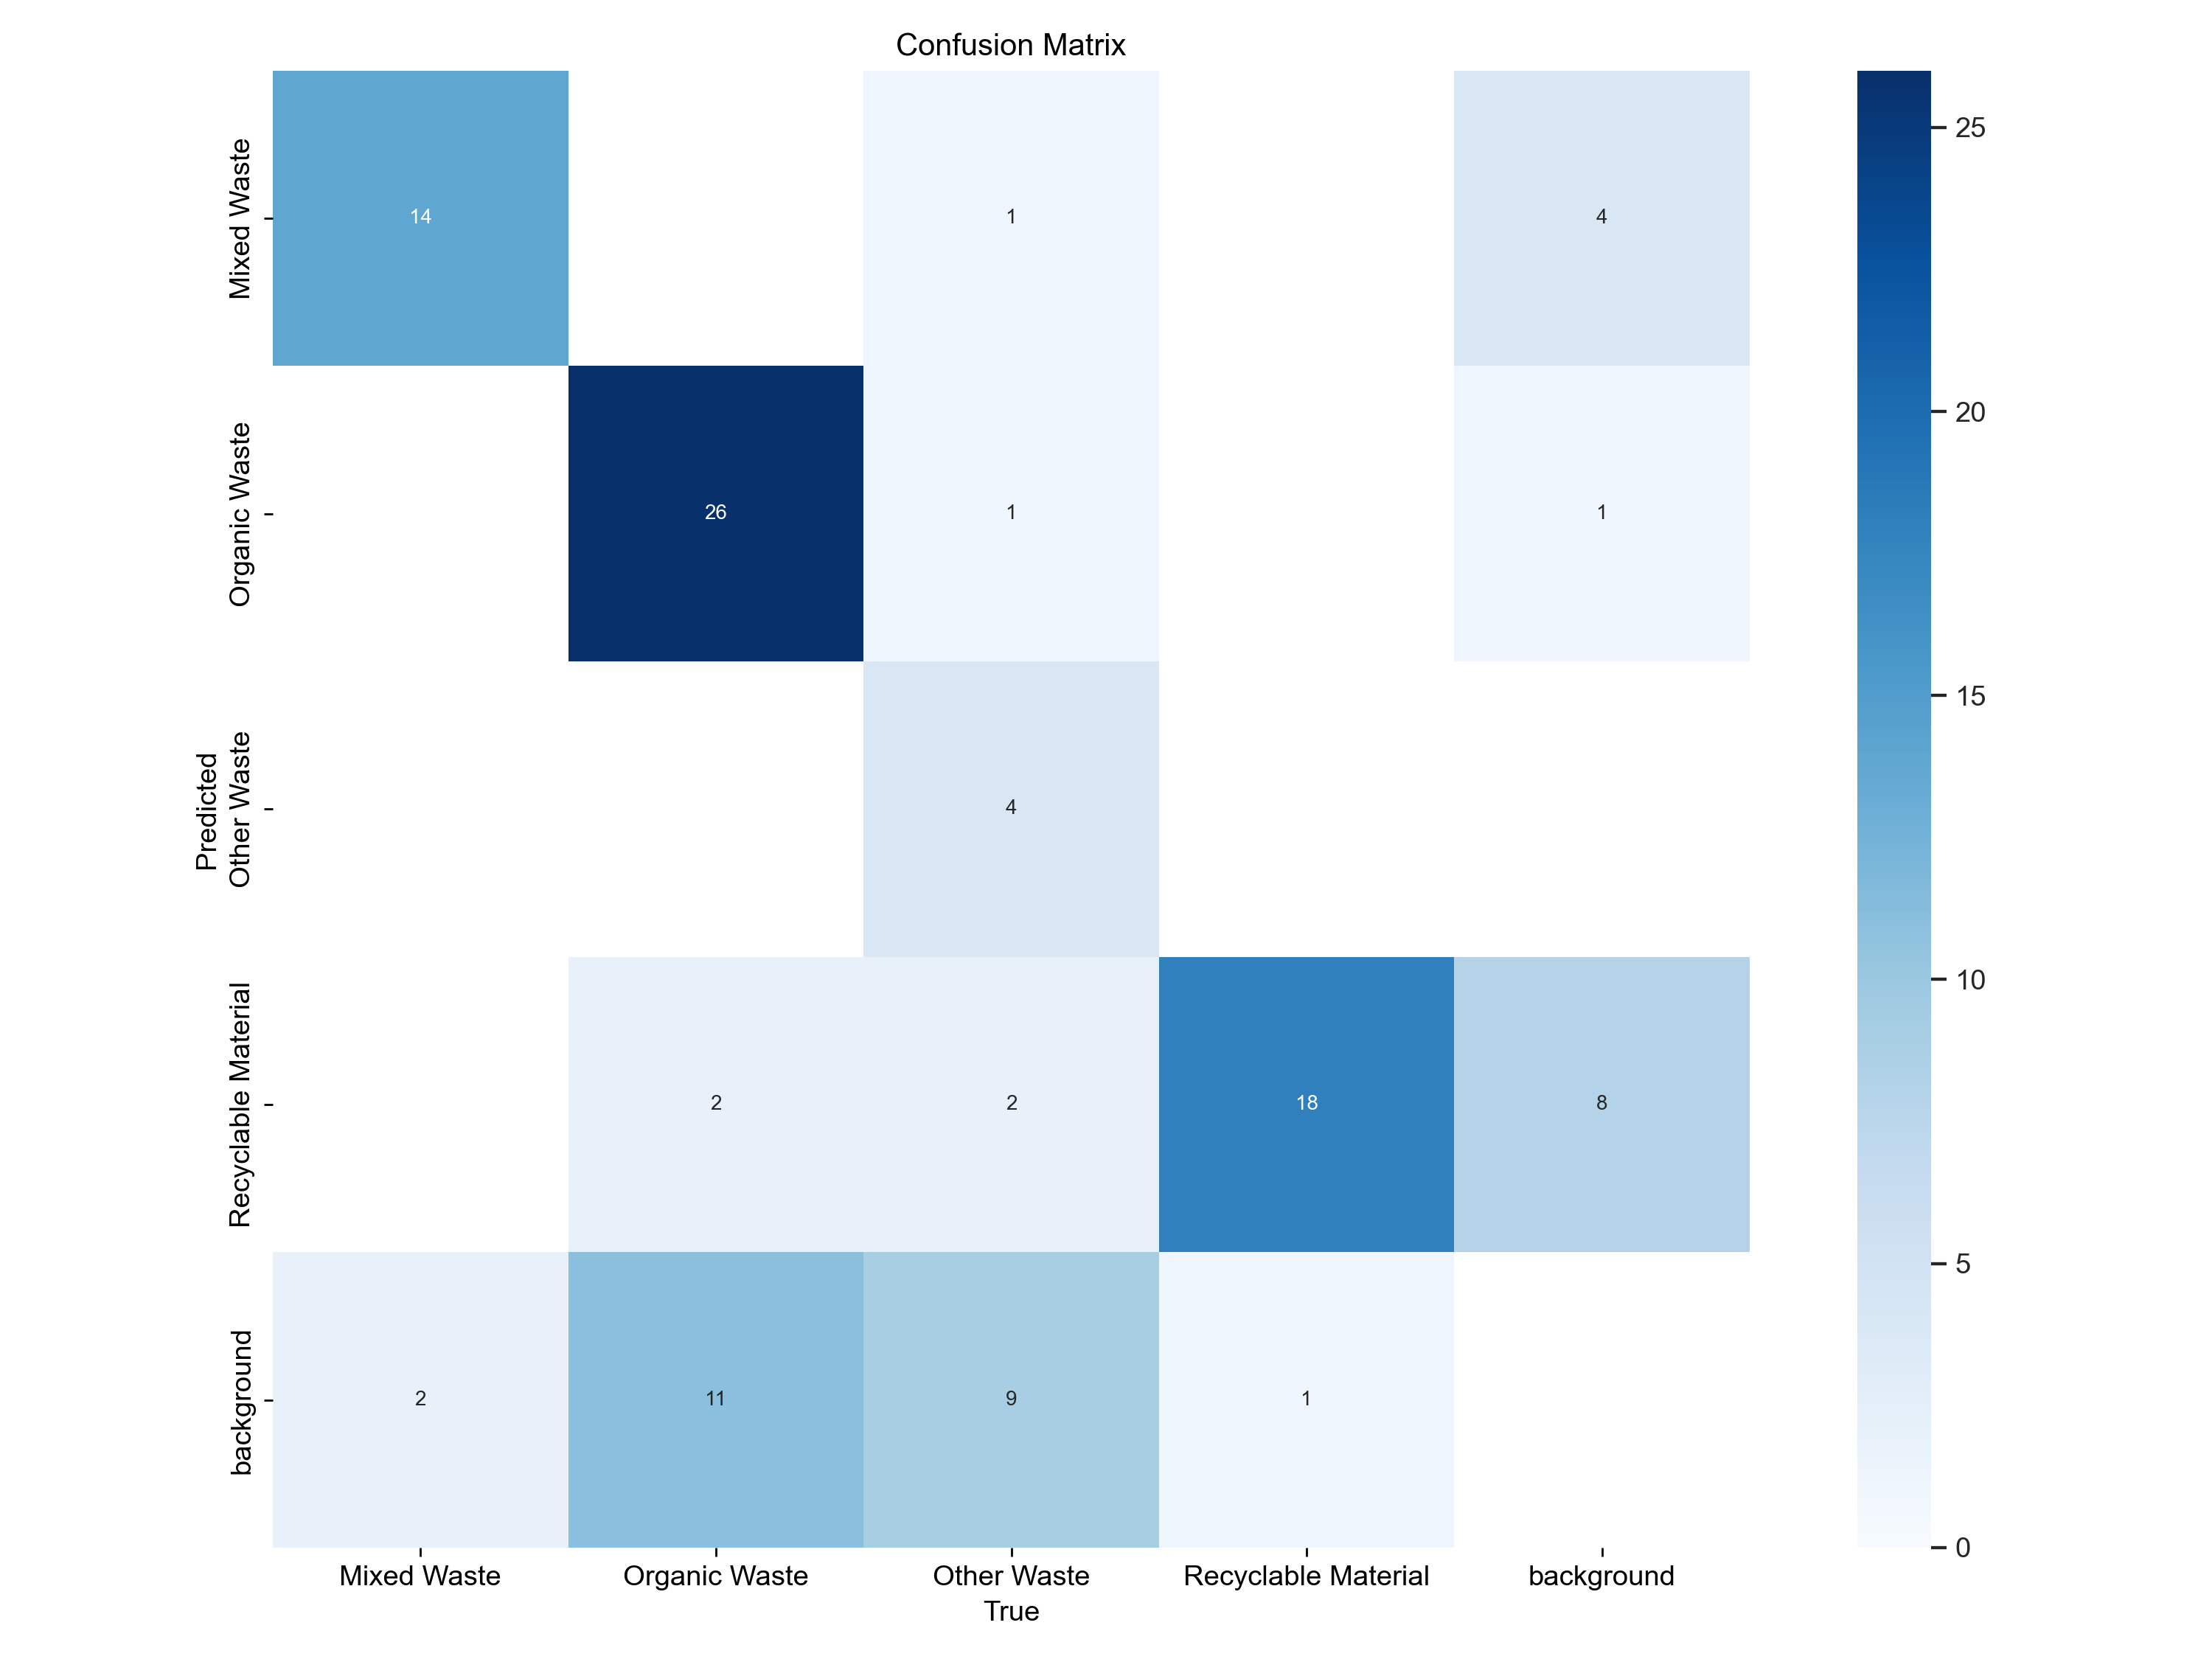 Confusion Matrix
Mixed Waste
14
1
4
25
Organic Waste
26
1
1
20
Predicted
Other Waste
4
15
Recyclable Material
2
2
18
8
10
background
2
11
9
1
5
0
Mixed Waste
Organic Waste
Other Waste
Recyclable Material
background
True